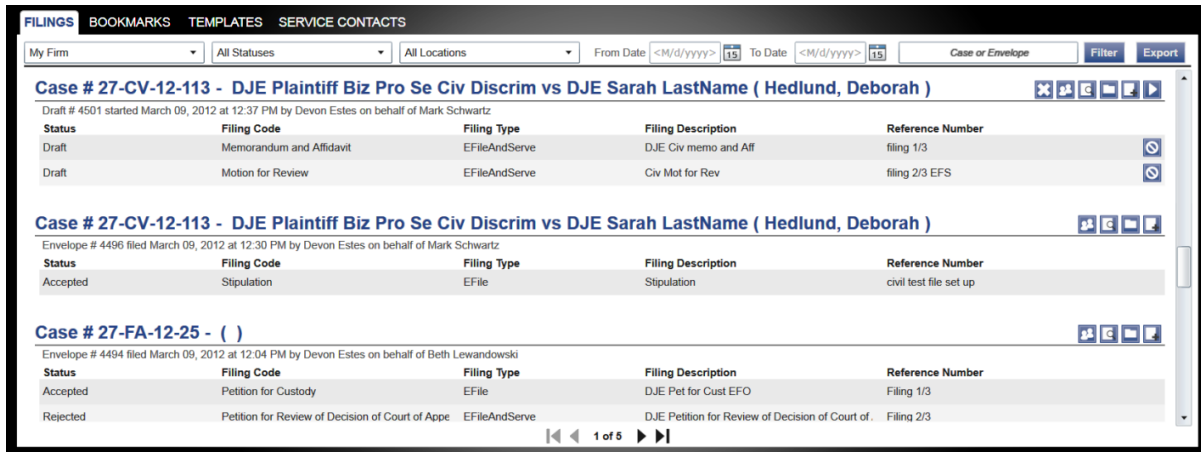 FILINGS BOOKMARKS TEMPLATES SERVICE CONTACTS
My Firm All Statuses All Locations From Date <M/d/yyyy> 15 To Date <M/d/yyyy> 15 Case or Envelope Filter Export
Case # 27-CV-12-113 - DJE Plaintiff Biz Pro Se Civ Discrim vs DJE Sarah LastName ( Hedlund, Deborah )
Draft # 4501 started March 09, 2012 at 12:37 PM by Devon Estes on behalf of Mark Schwartz
Status Filing Code Filing Type Filing Description Reference Number
Draft Memorandum and Affidavit EFileAndServe DJE Civ memo and Aff filing 1/3
Draft Motion for Review EFileAndServe Civ Mot for Rev filing 2/3 EFS
Case # 27-CV-12-113 - DJE Plaintiff Biz Pro Se Civ Discrim vs DJE Sarah LastName ( Hedlund, Deborah )
Envelope # 4496 filed March 09, 2012 at 12:30 PM by Devon Estes on behalf of Mark Schwartz
Status Filing Code Filing Type Filing Description Reference Number
Accepted Stipulation EFile Stipulation civil test file set up
Case # 27-FA-12-25 - ( )
Envelope # 4494 filed March 09, 2012 at 12:04 PM by Devon Estes on behalf of Beth Lewandowski
Status Filing Code Filing Type Filing Description Reference Number
Accepted Petition for Custody EFile DJE Pet for Cust EFO Filing 1/3
Rejected Petition for Review of Decision of Court of Appe EFileAndServe DJE Petition for Review of Decision of Court of . Filing 2/3
1 of 5